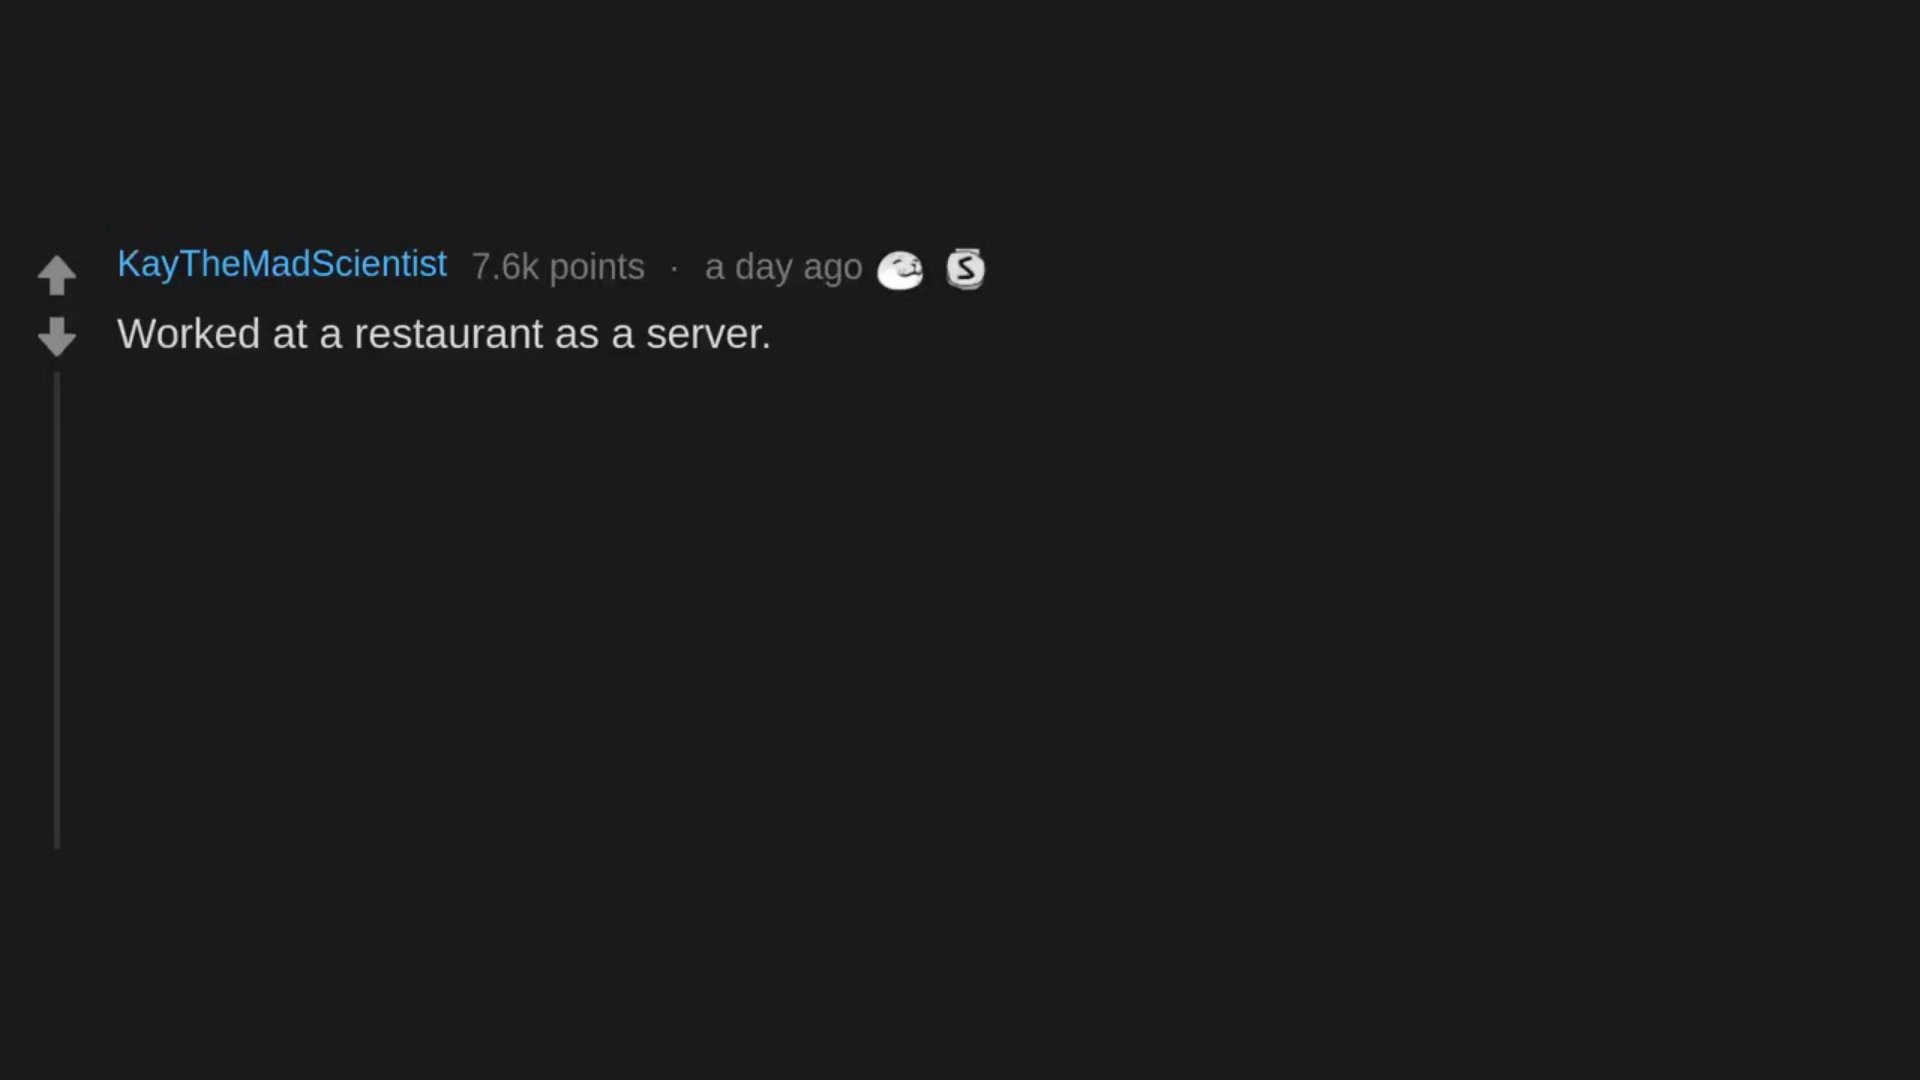 KayTheMadScientist 7.6k points · a day ago S
Worked at a restaurant as a server.